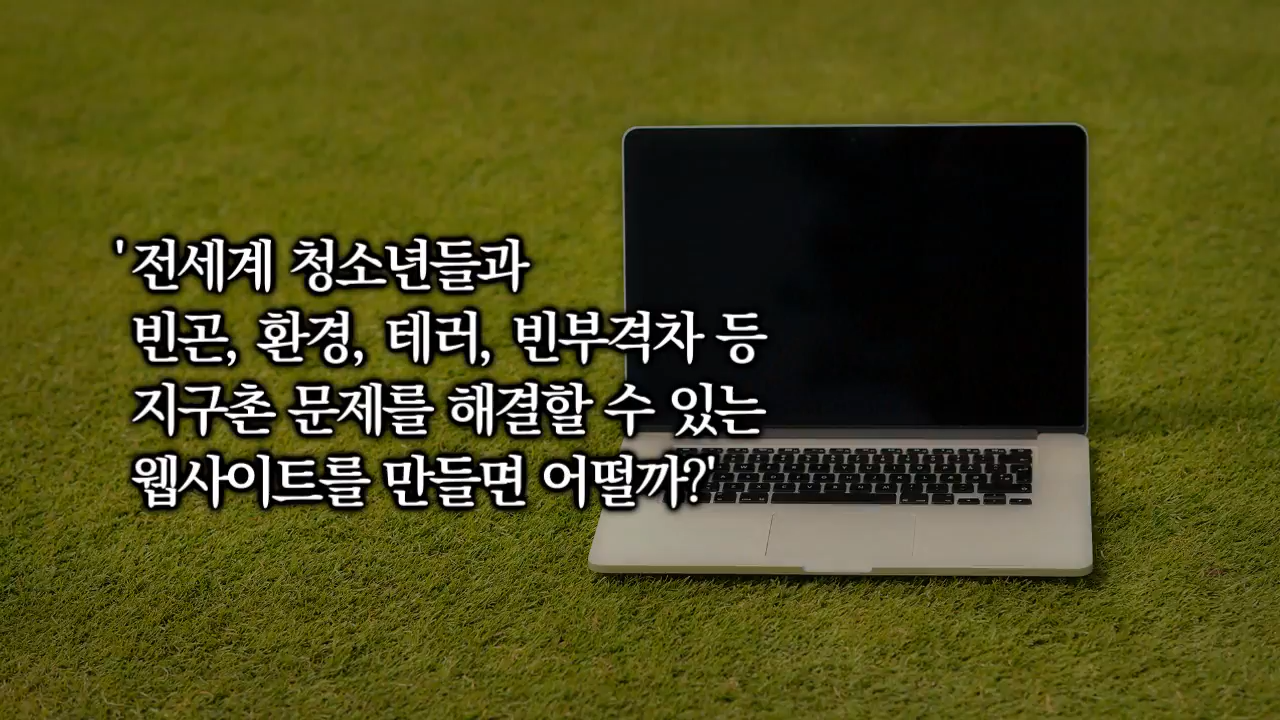 '전세계 청소년들과
빈곤, 환경, 테러, 빈부격차 등
지구촌 문제를 해결할 수 있는
웹사이트를 만들면 어떨까?'